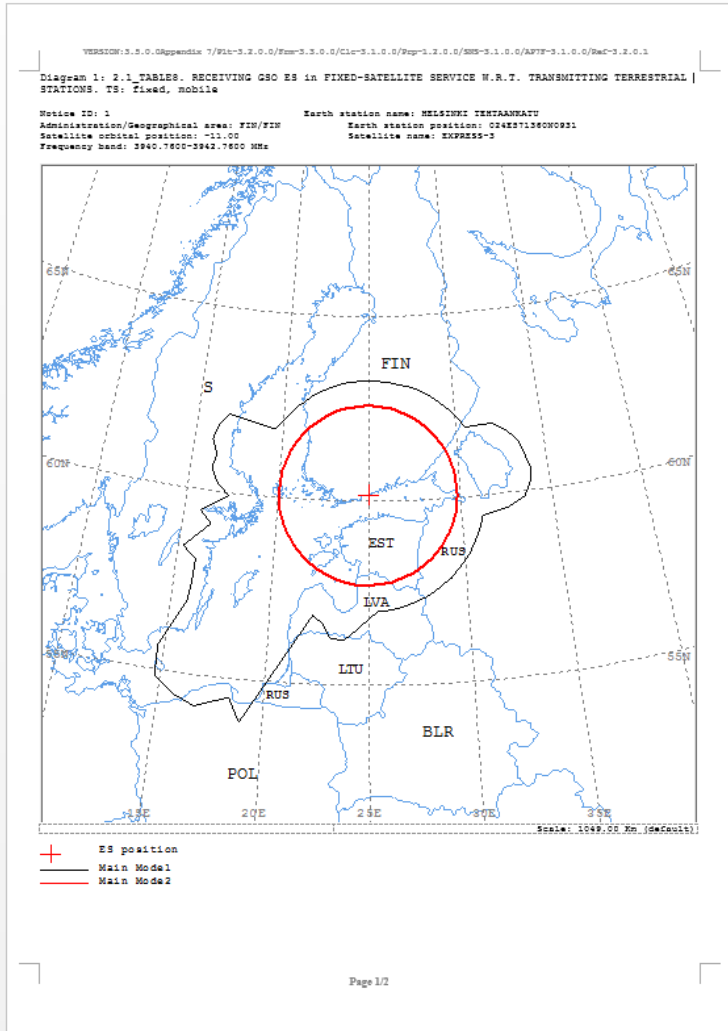 VERSION:3.5.0.0Appendix 7/Plt-3.2.0.0/Frm-3.3.0.0/Clc-3.1.0.0/Prp-1.2.0.0/SNS-3.1.0.0/AP7F-3.1.0.0/Ref-3.2.0.1
Diagram 1: 2.1_TABLE8. RECEIVING GSO ES in FIXED-SATELLITE SERVICE W.R.T. TRANSMITTING TERRESTRIAL
STATIONS. TS: fixed, mobile
Notice ID: 1 Earth station name: HELSINKI TEHTAANKATU
Administration/Geographical area: FIN/FIN Earth station position: 024E571360N0931
Satellite orbital position: -11.00 Satellite name: EXPRESS-3
Frequency band: 3940.7600-3942.7600 MHz
65N 65N
FIN
S
60N 60N
EST
RUS
LVA
55N 55N
LTU
RUS
BLR
POL
15E 20E 25E 30E 35E
Scale: 1049.00 Km (default)
ES position
Main Mode1
Main Mode2
Page 1/2